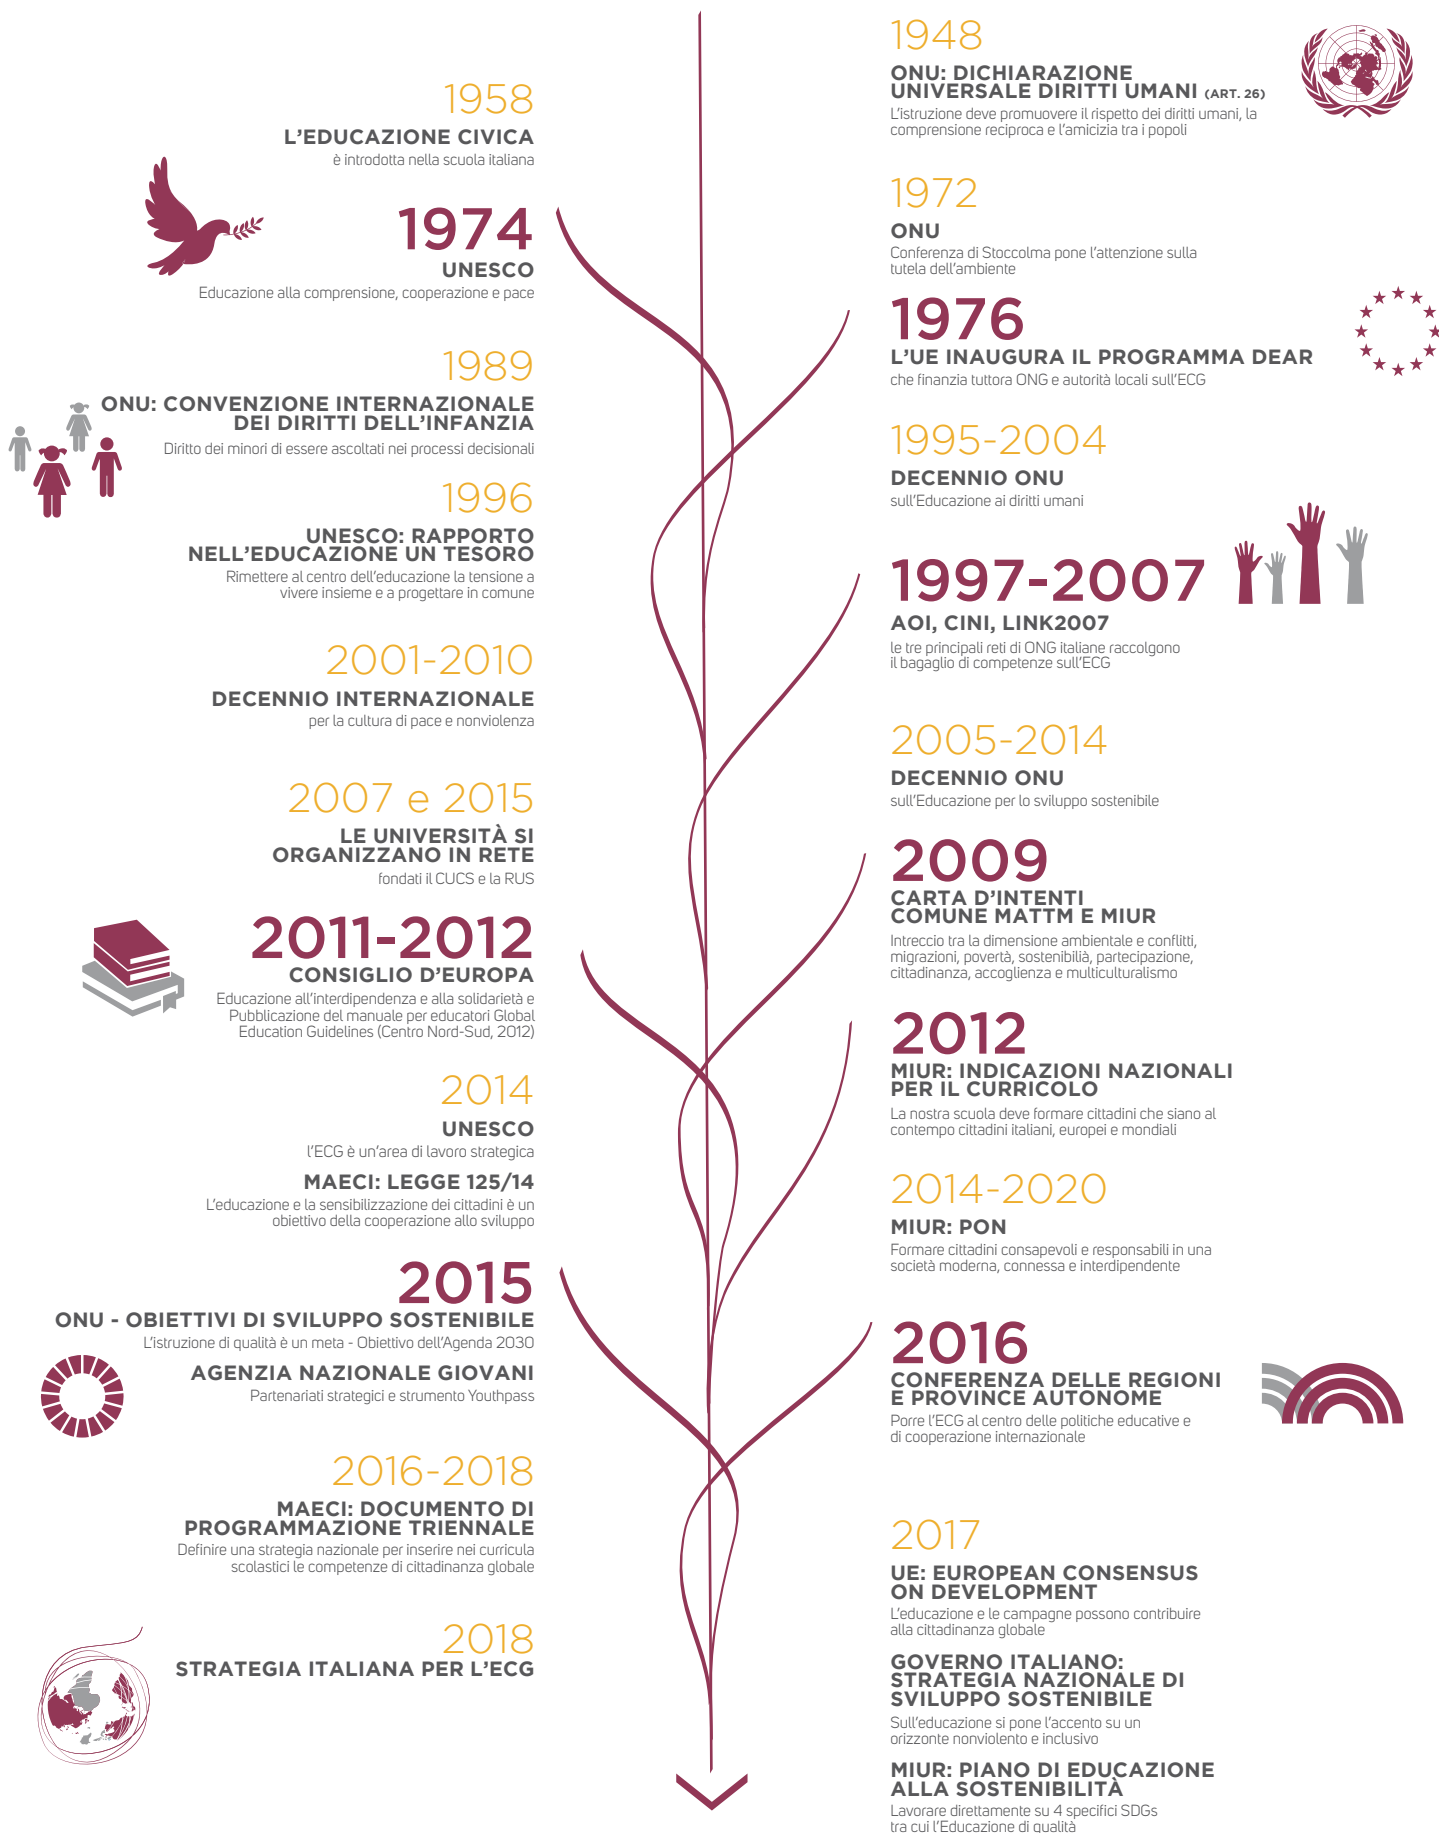 1948
ONU: DICHIARAZIONE
UNIVERSALE DIRITTI UMANI (ART. 26)
L'istruzione deve promuovere il rispetto dei diritti umani, la
comprensione reciproca e l'amicizia tra i popoli
1958
L'EDUCAZIONE CIVICA
è introdotta nella scuola italiana
1972
ONU
Conferenza di Stoccolma pone l'attenzione sulla
tutela dell'ambiente
1974
UNESCO
Educazione alla comprensione, cooperazione e pace
1976
L'UE INAUGURA IL PROGRAMMA DEAR
che finanzia tuttora ONG e autorità locali sull'ECG
1989
ONU: CONVENZIONE INTERNAZIONALE
DEI DIRITTI DELL'INFANZIA
Diritto dei minori di essere ascoltati nei processi decisionali
1995-2004
DECENNIO ONU
sull'Educazione ai diritti umani
1996
UNESCO: RAPPORTO
NELL'EDUCAZIONE UN TESORO
Rimettere al centro dell'educazione la tensione a
vivere insieme e a progettare in comune
1997-2007
AOI, CINI, LINK2007
le tre principali reti di ONG italiane raccolgono
il bagaglio di competenze sull'ECG
2001-2010
DECENNIO INTERNAZIONALE
per la cultura di pace e nonviolenza
2005-2014
DECENNIO ONU
sull'Educazione per lo sviluppo sostenibile
2007 e 2015
LE UNIVERSITÀ SI
ORGANIZZANO IN RETE
fondati il CUCS e la RUS
2009
CARTA D'INTENTI
COMUNE MATTM E MIUR
Intreccio tra la dimensione ambientale e conflitti,
migrazioni, povertà, sostenibilià, partecipazione,
cittadinanza, accoglienza e multiculturalismo
2011-2012
CONSIGLIO D'EUROPA
Educazione all'interdipendenza e alla solidarietà e
Pubblicazione del manuale per educatori Global
Education Guidelines (Centro Nord-Sud, 2012)
2012
MIUR: INDICAZIONI NAZIONALI
PER IL CURRICOLO
La nostra scuola deve formare cittadini che siano al
contempo cittadini italiani, europei e mondiali
2014
UNESCO
l'ECG è un'area di lavoro strategica
MAECI: LEGGE 125/14
L'educazione e la sensibilizzazione dei cittadini è un
obiettivo della cooperazione allo sviluppo
2014-2020
MIUR: PON
Formare cittadini consapevoli e responsabili in una
società moderna, connessa e interdipendente
2015
ONU - OBIETTIVI DI SVILUPPO SOSTENIBILE
L'istruzione di qualità è un meta - Obiettivo dell'Agenda 2030
AGENZIA NAZIONALE GIOVANI
Partenariati strategici e strumento Youthpass
2016
CONFERENZA DELLE REGIONI
E PROVINCE AUTONOME
Porre l'ECG al centro delle politiche educative e
di cooperazione internazionale
2016-2018
MAECI: DOCUMENTO DI
PROGRAMMAZIONE TRIENNALE
Definire una strategia nazionale per inserire nei curricula
scolastici le competenze di cittadinanza globale
2017
UE: EUROPEAN CONSENSUS
ON DEVELOPMENT
L'educazione e le campagne possono contribuire
alla cittadinanza globale
GOVERNO ITALIANO:
STRATEGIA NAZIONALE DI
SVILUPPO SOSTENIBILE
Sull'educazione si pone l'accento su un
orizzonte nonviolento e inclusivo
MIUR: PIANO DI EDUCAZIONE
ALLA SOSTENIBILITÀ
Lavorare direttamente su 4 specifici SDGs
tra cui l'Educazione di qualità
2018
STRATEGIA ITALIANA PER L'ECG